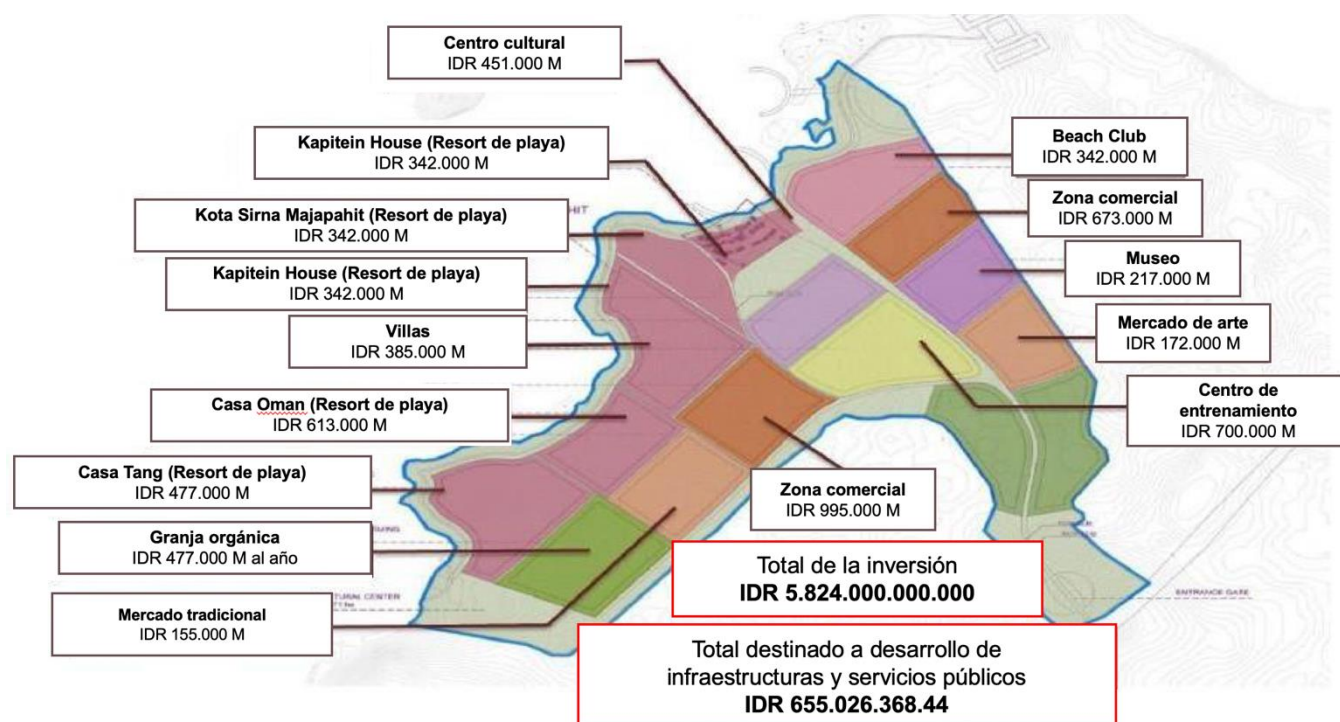 Centro cultural
IDR 451.000 M
Kapitein House (Resort de playa)
IDR 342.000 M
Kota Sirna Majapahit (Resort de playa)
IDR 342.000 M
HIT
Kapitein House (Resort de playa)
IDR 342.000 M
Villas
IDR 385.000 M
Casa Oman (Resort de playa)
IDR 613.000 M
Casa Tang (Resort de playa)
IDR 477.000 M
Granja orgánica
IDR 477.000 M al año
Mercado tradicional
IDR 155.000 M
Beach Club
IDR 342.000 M
Zona comercial
IDR 673.000 M
Museo
IDR 217.000 M
Mercado de arte
IDR 172.000 M
Centro de
entrenamiento
IDR 700.000 M
Zona comercial
IDR 995.000 M
Total de la inversión
IDR 5.824.000.000.000
Total destinado a desarrollo de
infraestructuras y servicios públicos
IDR 655.026.368.44
ENTRANCE GATE